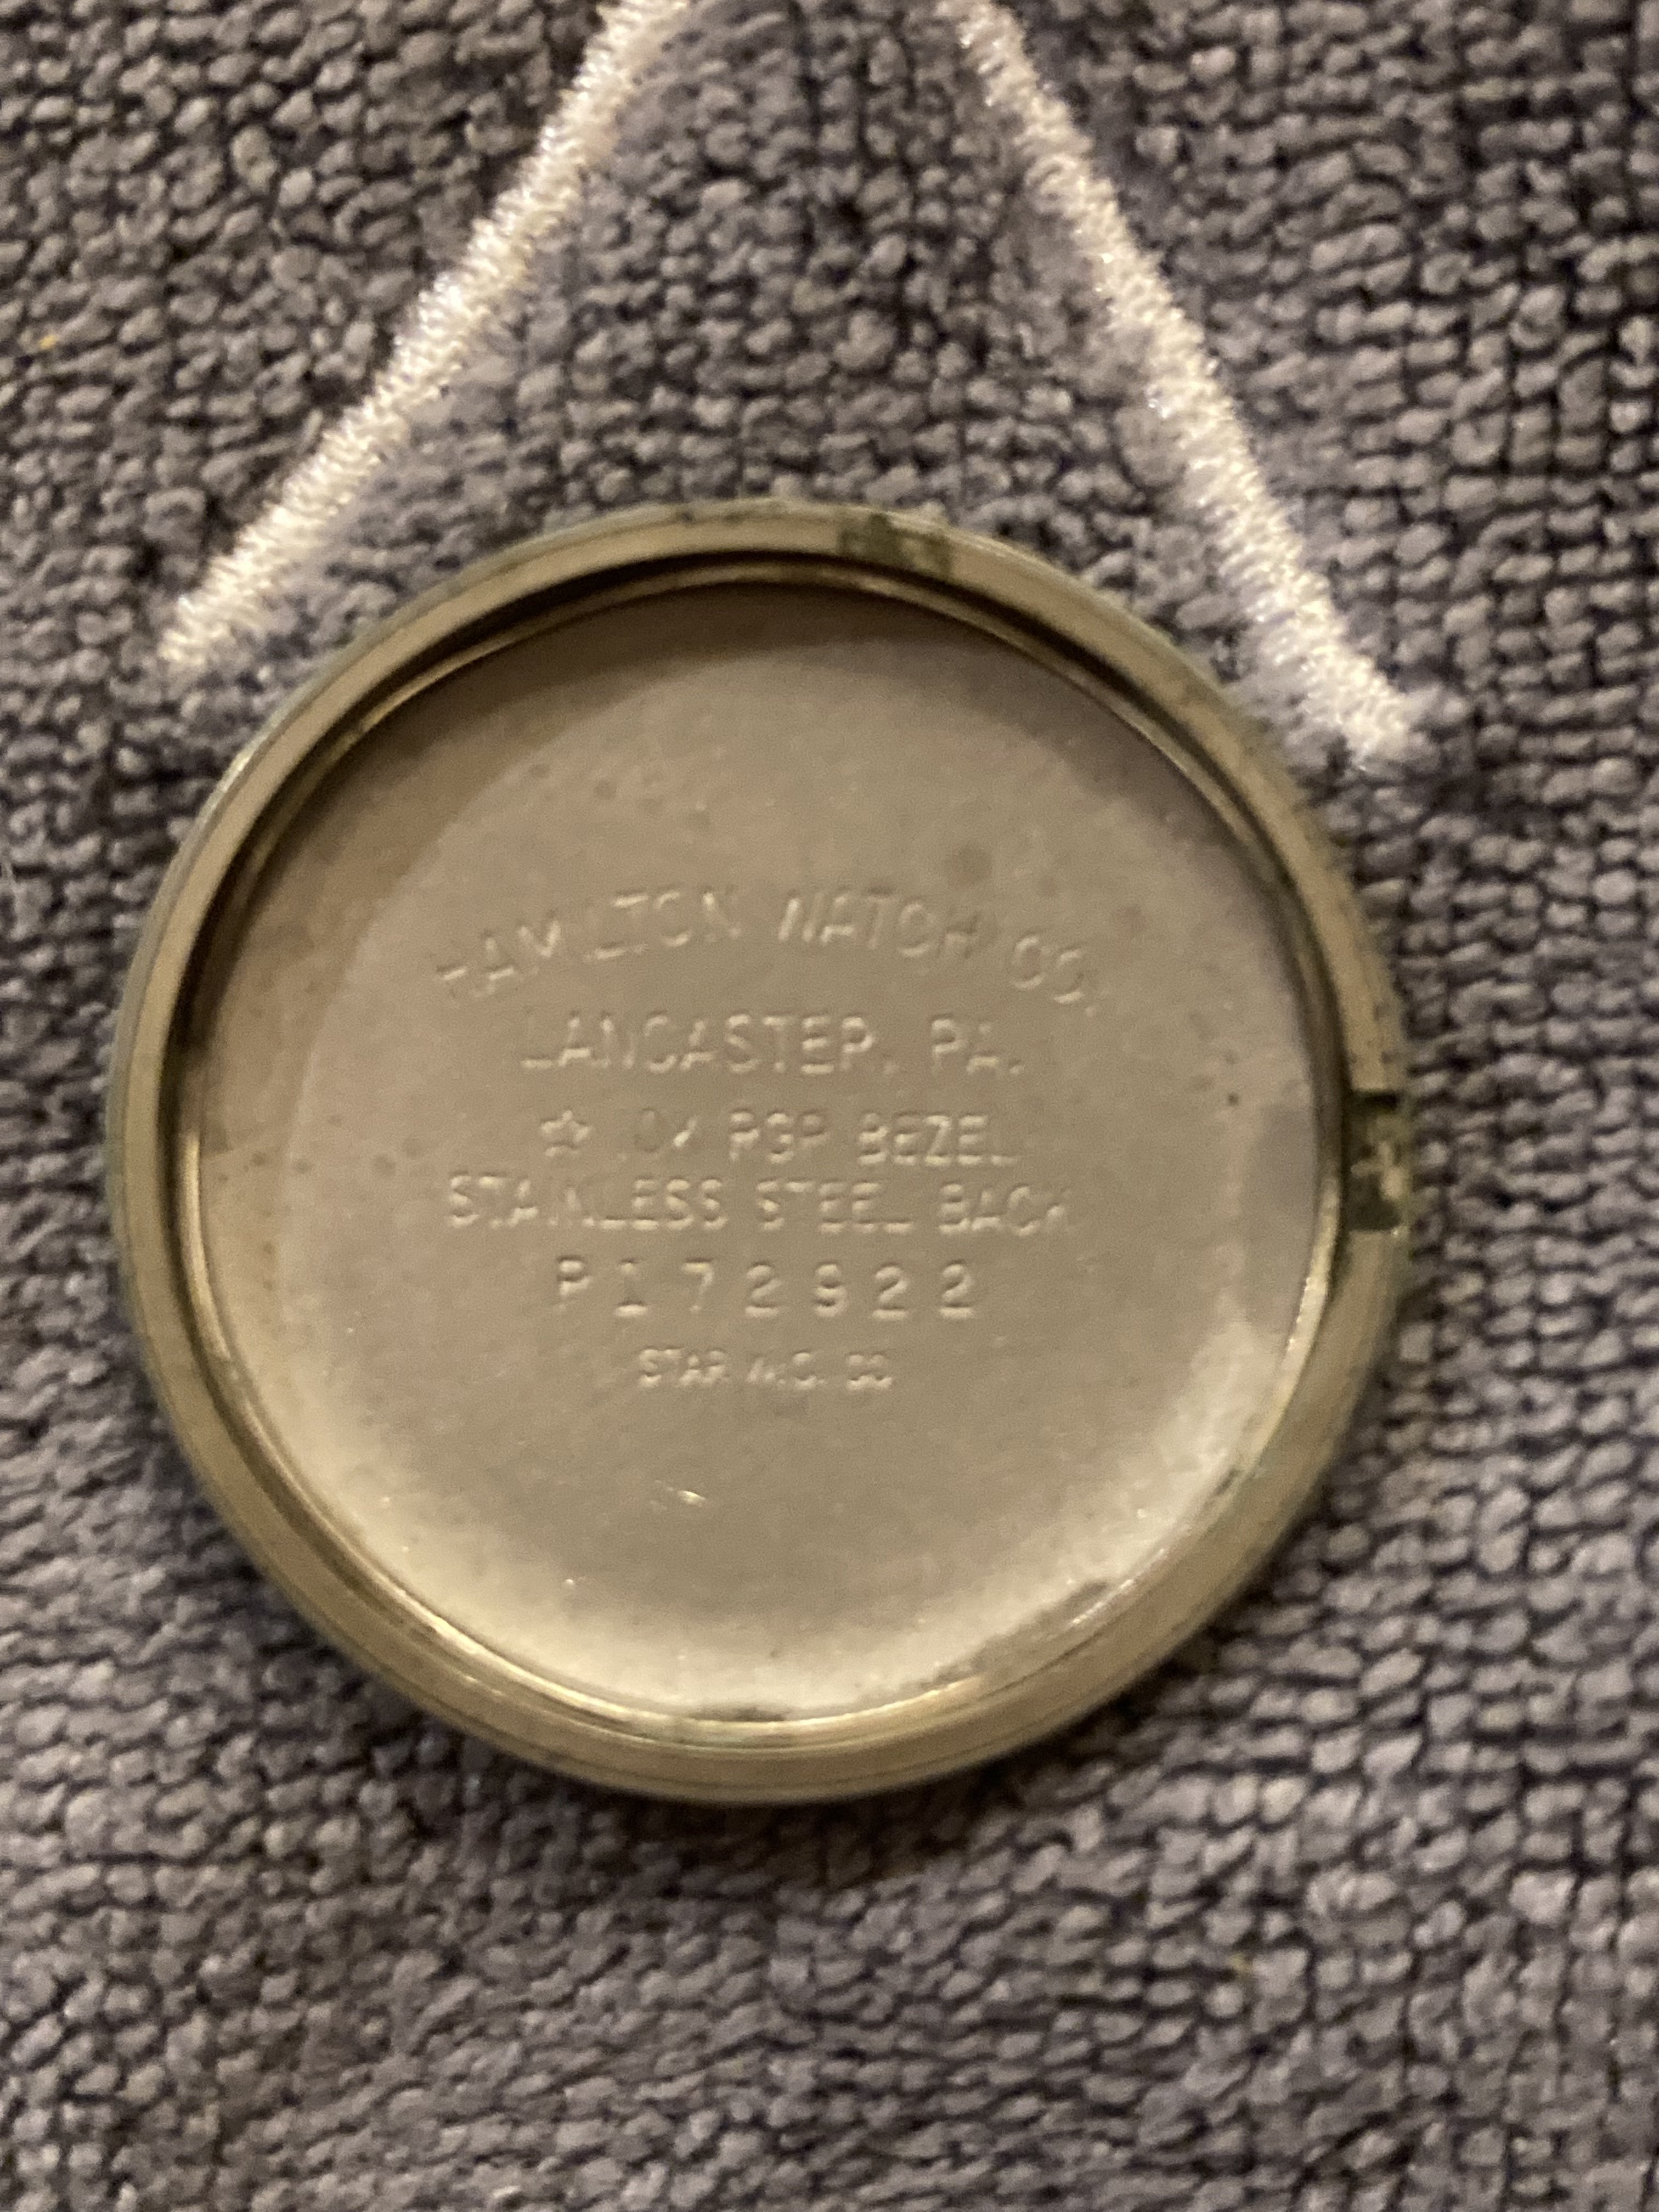 HAMILTON WATCH CO.
LANCASTER, PA.
☆ 10K RGP BEZEL
STAINLESS STEEL BACK
P172922
STAR W.C. CO